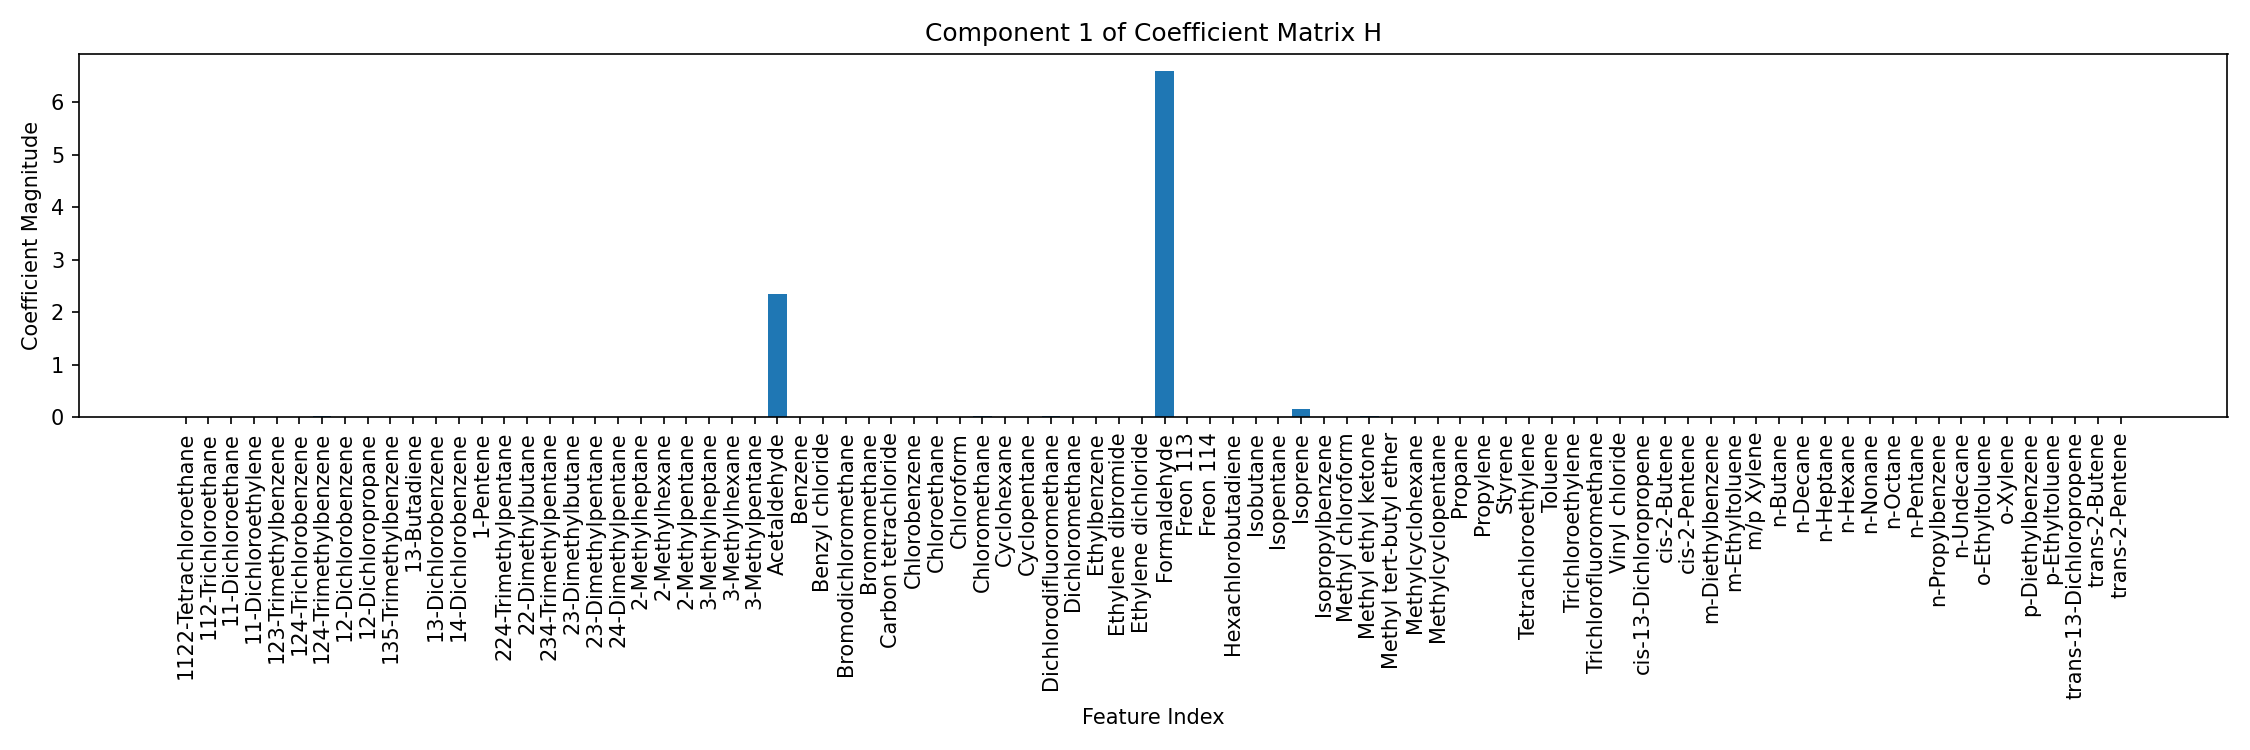 Component 1 of Coefficient Matrix H
Coefficient Magnitude
6
5
4
3
2
1
0
1122-Tetrachloroethane
112-Trichloroethane
11-Dichloroethane
11-Dichloroethylene
123-Trimethylbenzene
124-Trichlorobenzene
124-Trimethylbenzene
12-Dichlorobenzene
12-Dichloropropane
135-Trimethylbenzene
13-Butadiene
13-Dichlorobenzene
14-Dichlorobenzene
1-Pentene
224-Trimethylpentane
22-Dimethylbutane
234-Trimethylpentane
23-Dimethylbutane
23-Dimethylpentane
24-Dimethylpentane
2-Methylheptane
2-Methylhexane
2-Methylpentane
3-Methylheptane
3-Methylhexane
3-Methylpentane
Acetaldehyde
Benzene
Benzyl chloride
Bromodichloromethane
Bromomethane
Carbon tetrachloride
Chlorobenzene
Chloroethane
Chloroform
Chloromethane
Cyclohexane
Cyclopentane
Dichlorodifluoromethane
Dichloromethane
Ethylbenzene
Ethylene dibromide
Ethylene dichloride
Formaldehyde
Freon 113
Freon 114
Hexachlorobutadiene
Isobutane
Isopentane
Isoprene
Isopropylbenzene
Methyl chloroform
Methyl ethyl ketone
Methyl tert-butyl ether
Methylcyclohexane
Methylcyclopentane
Propane
Propylene
Styrene
Tetrachloroethylene
Toluene
Trichloroethylene
Trichlorofluoromethane
Vinyl chloride
cis-13-Dichloropropene
cis-2-Butene
cis-2-Pentene
m-Diethylbenzene
m-Ethyltoluene
m/p Xylene
n-Butane
n-Decane
n-Heptane
n-Hexane
n-Nonane
n-Octane
n-Pentane
n-Propylbenzene
n-Undecane
o-Ethyltoluene
o-Xylene
p-Diethylbenzene
p-Ethyltoluene
trans-13-Dichloropropene
trans-2-Butene
trans-2-Pentene
Feature Index